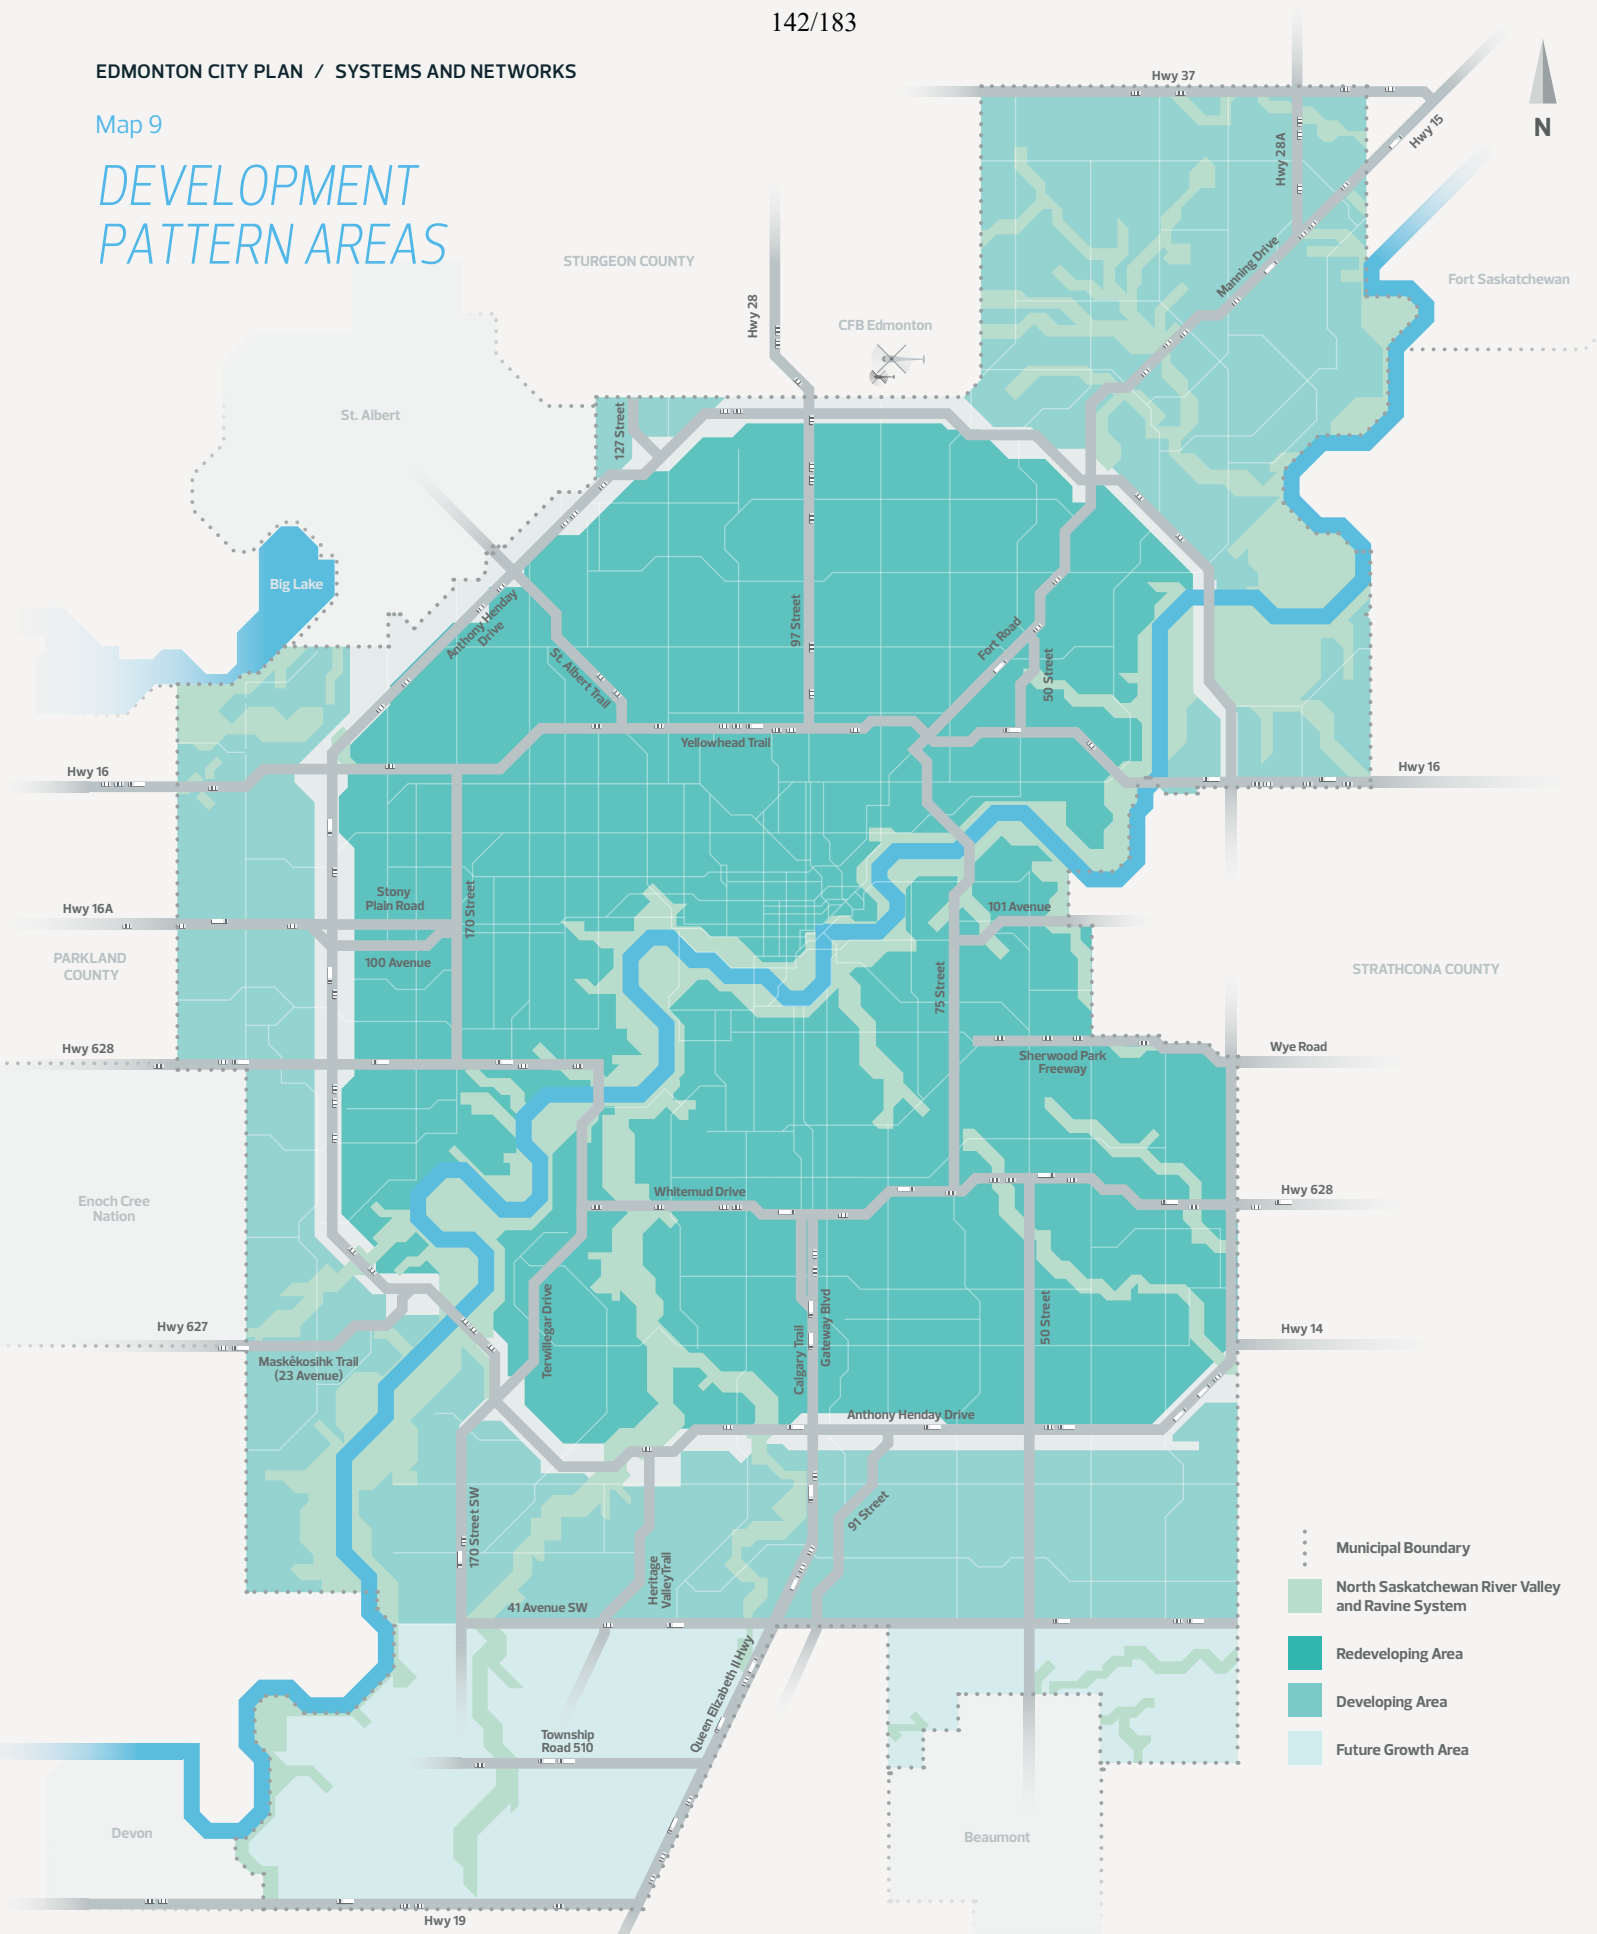 142/183
EDMONTON CITY PLAN / SYSTEMS AND NETWORKS
Map 9
DEVELOPMENT
PATTERN AREAS
Hwy 37
N
Hwy 15
Hwy 28A
STURGEON COUNTY
Manning Drive
Fort Saskatchewan
Hwy 28
CFB Edmonton
St. Albert
127 Street
Big Lake
Anthony Henday
Drive
97 Street
Fort Road
St. Albert Trail
50 Street
Yellowhead Trail
Hwy 16
Hwy 16
Stony
Plain Road
170 Street
Hwy 16A
101 Avenue
PARKLAND
COUNTY
100 Avenue
75 Street
STRATHCONA COUNTY
Hwy 628
Sherwood Park
Freeway
Wye Road
Enoch Cree
Nation
Whitemud Drive
Hwy 628
Terwillegar Drive
Calgary Trail
Gateway Blvd
50 Street
Hwy 627
Hwy 14
Maskêkosihk Trail
(23 Avenue)
Anthony Henday Drive
170 Street SW
91 Street
Heritage
Valley Trail
41 Avenue SW
Municipal Boundary
North Saskatchewan River Valley
and Ravine System
Redeveloping Area
Developing Area
Future Growth Area
Queen Elizabeth II Hwy
Township
Road 510
Devon
Beaumont
Hwy 19